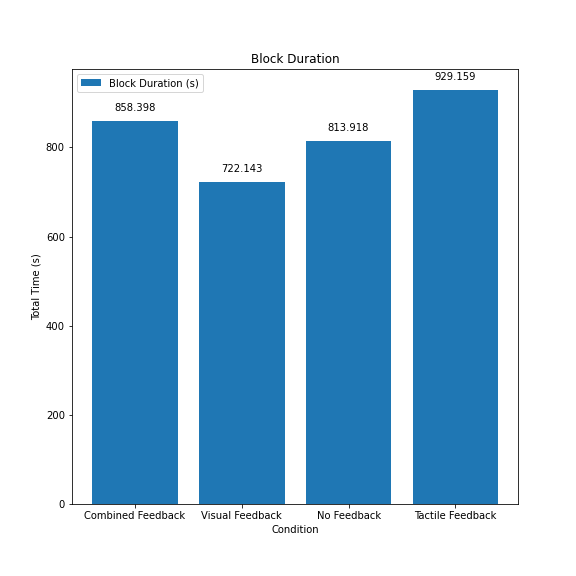 Block Duration
Block Duration (s)
858.398
722.143
813.918
929.159
800
600
400
200
0
Total Time (s)
Combined Feedback
Visual Feedback
No Feedback
Tactile Feedback
Condition